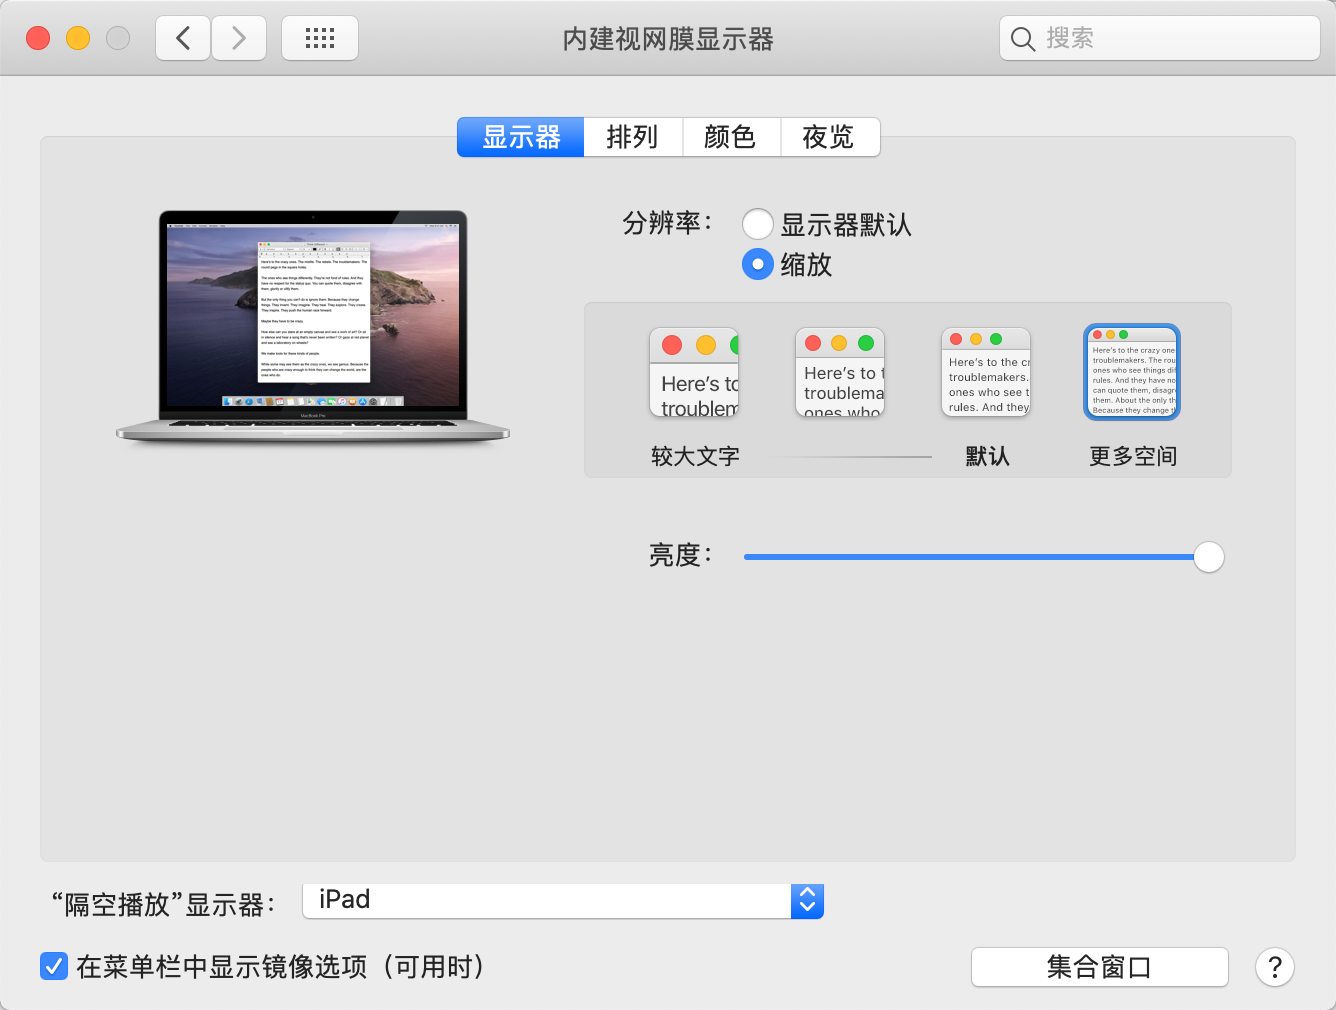 内建视网膜显示器
搜索
显示器 排列 颜色 夜览
分辨率： 显示器默认
缩放
Here's to
troublem
Here's to t
troublema
ones who
Here's to the cr
troublemakers.
ones who see t
rules. And they
Here's to the crazy one
troublemakers. The rou
ones who see things dif
rules. And they have no
can quote them, disagr
them. About the only th
Because they change t
较大文字 默认 更多空间
亮度：
“隔空播放”显示器： iPad
在菜单栏中显示镜像选项（可用时）
集合窗口 ?